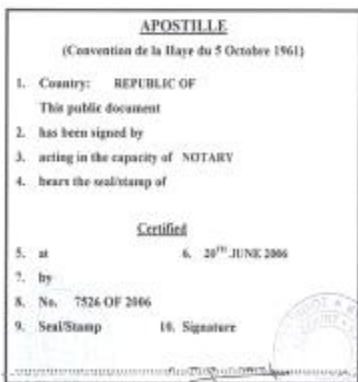 APOSTILLE
(Convention de la Haye du 5 Octobre 1961)
1. Country: REPUBLIC OF
This public document
2. has been signed by
3. acting in the capacity of NOTARY
4. bears the seal/stamp of
Certified
5. at 6. 20TH JUNE 2006
7. by
8. No. 7526 OF 2006
9. Seal/Stamp 10. Signature